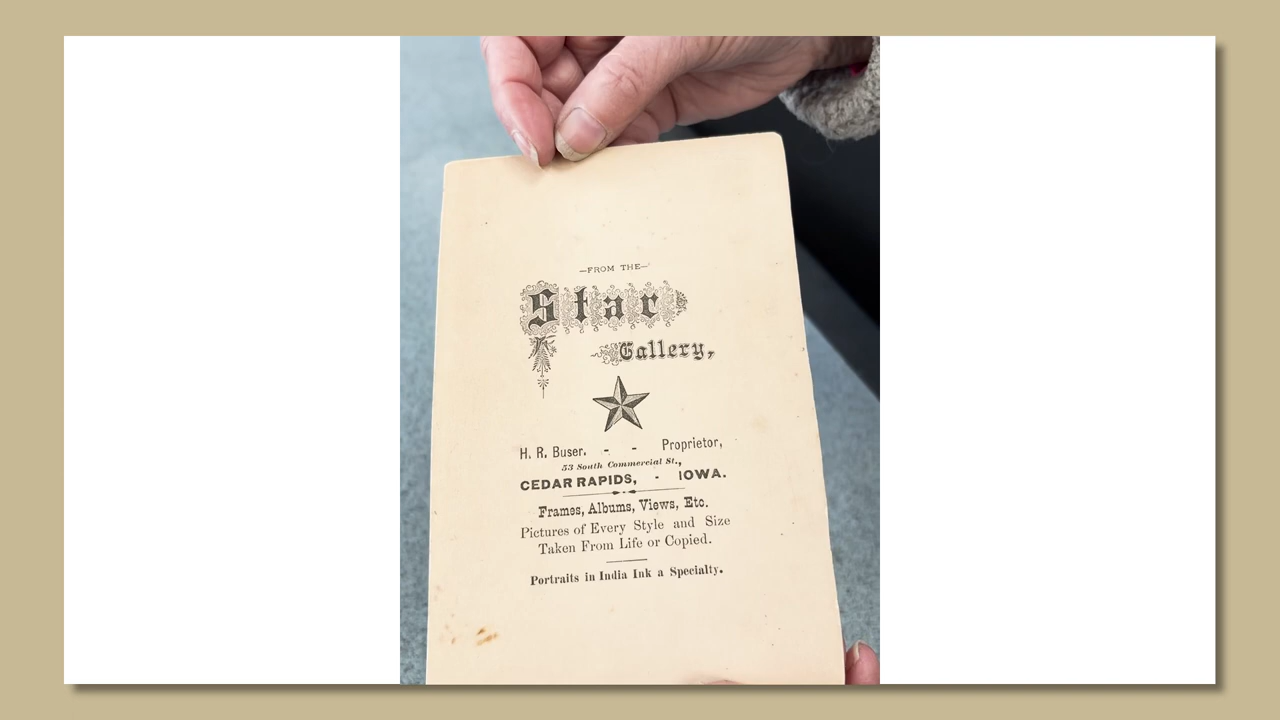 —FROM THE—
Star
Gallery,
H. R. Buser. - - Proprietor,
53 South Commercial St.,
CEDAR RAPIDS, - IOWA.
Frames, Albums, Views, Etc.
Pictures of Every Style and Size
Taken From Life or Copied.
Portraits in India Ink a Specialty.